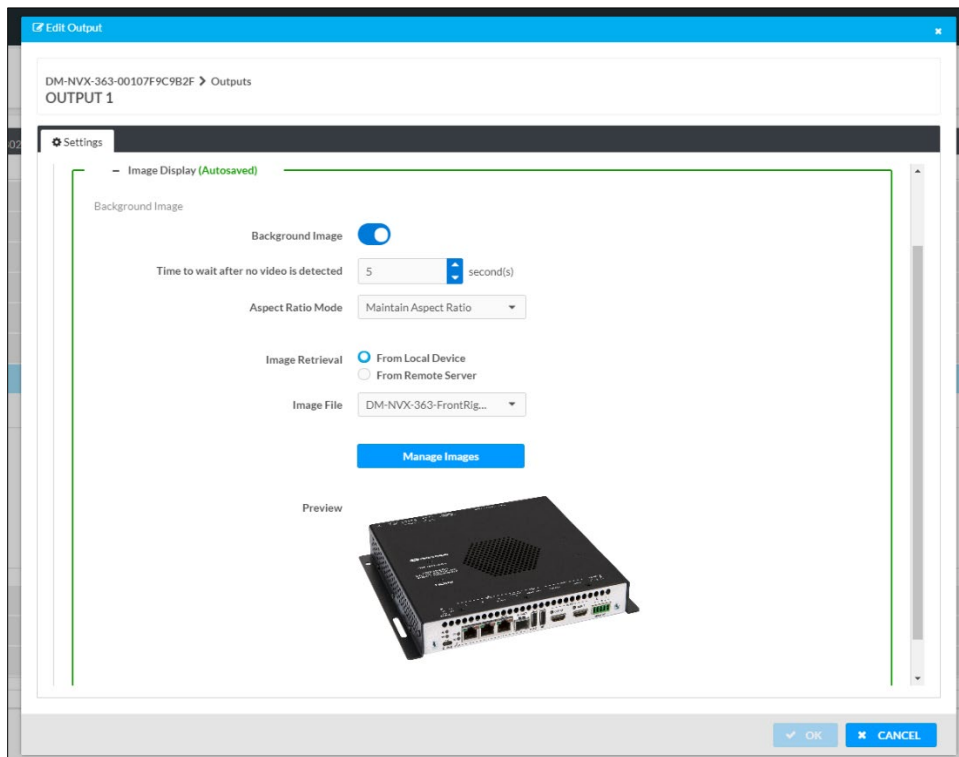 Edit Output
DM-NVX-363-00107F9C9B2F > Outputs
OUTPUT 1
Settings
– Image Display (Autosaved)
Background Image
Background Image
Time to wait after no video is detected 5 second(s)
Aspect Ratio Mode Maintain Aspect Ratio
Image Retrieval From Local Device
From Remote Server
Image File DM-NVX-363-FrontRig...
Manage Images
Preview
OK CANCEL